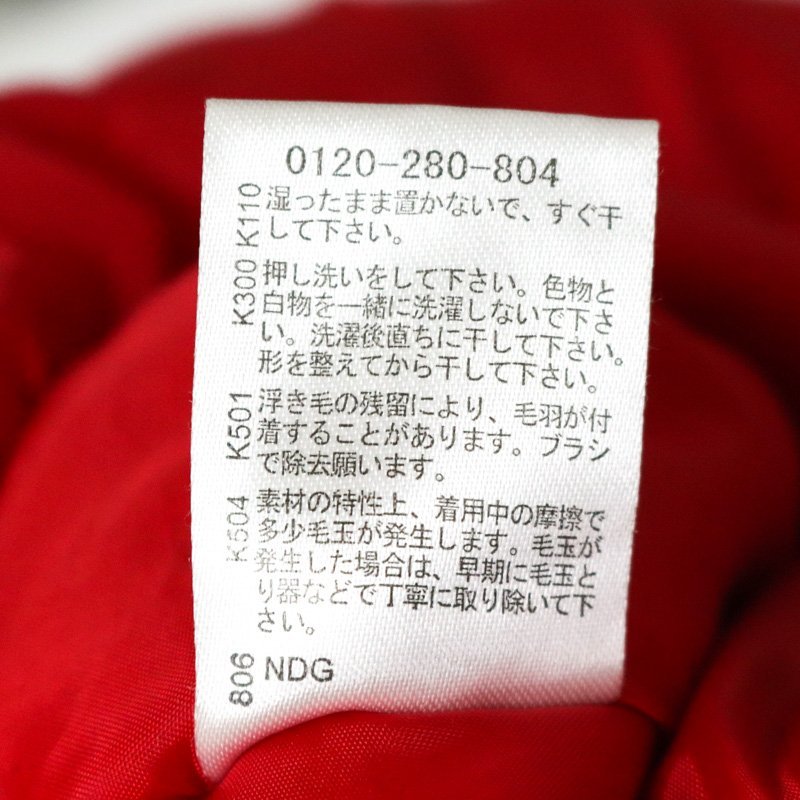 0120-280-804
K110
湿ったまま置かないで、すぐ干
して下さい。
K300
押し洗いをして下さい。色物と
白物を一緒に洗濯しないで下さ
い。洗濯後直ちに干して下さい。
形を整えてから干して下さい。
K501
浮き毛の残留により、毛羽が付
着することがあります。ブラシ
で除去願います。
K504
素材の特性上、着用中の摩擦で
多少毛玉が発生します。毛玉が
発生した場合は、早期に毛玉と
り器などで丁寧に取り除いて下
さい。
806
NDG